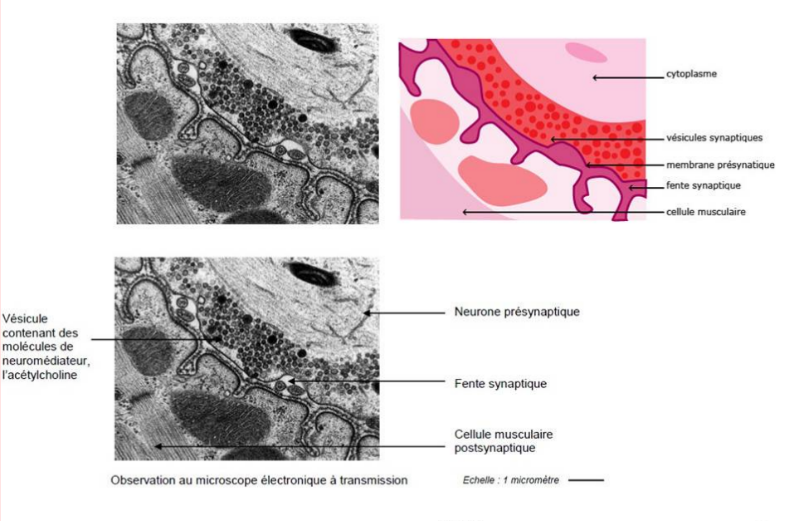 cytoplasme
vésicules synaptiques
membrane présynatique
fente synaptique
cellule musculaire
Vésicule
contenant des
molécules de
neuromédiateur,
l'acétylcholine
Neurone présynaptique
Fente synaptique
Cellule musculaire
postsynaptique
Observation au microscope électronique à transmission
Echelle : 1 micromètre